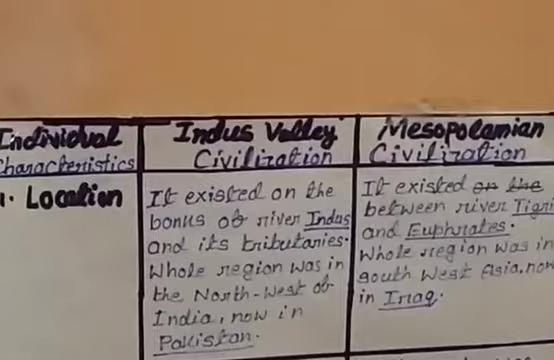 Individual
Characteristics
Indus Valley
Civilization
Mesopotamian
Civilization
1. Location
It existed on the
banks of river Indus
and its tributaries.
Whole region was in
the North-West of
India, now in
Pakistan.
It existed on the
between river Tigri
and Euphrates.
Whole region was in
south West Asia, now
in Iraq.